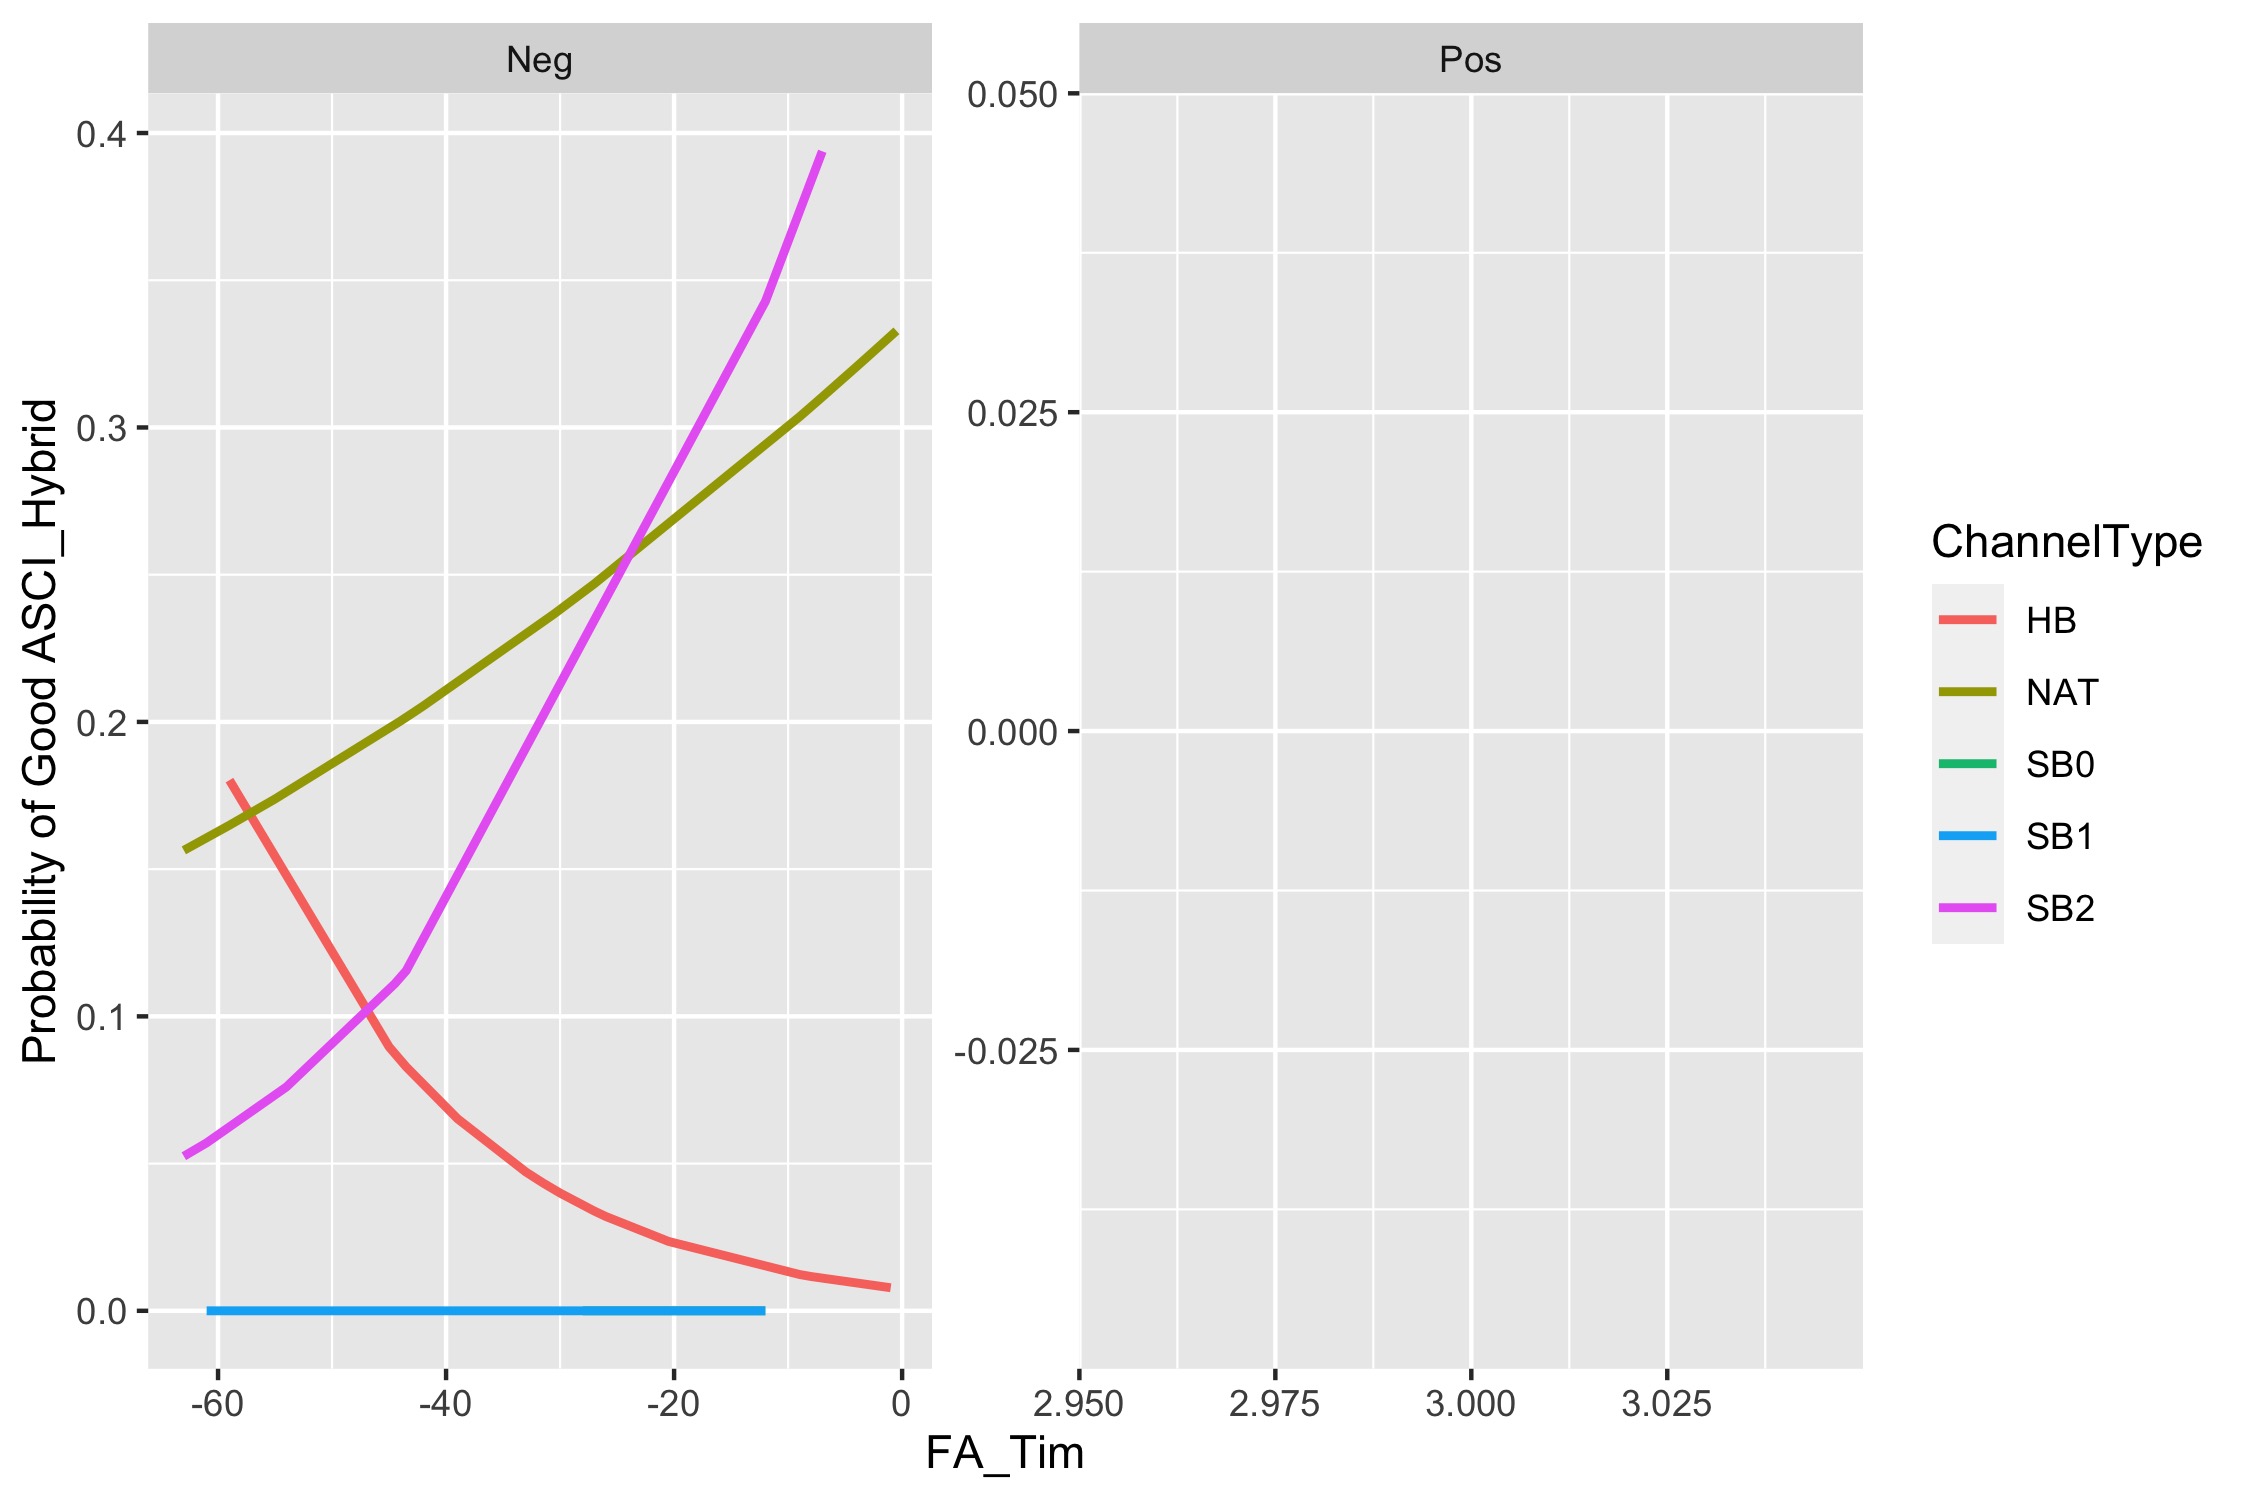 Neg
Pos
Probability of Good ASCI_Hybrid
0.4
0.3
0.2
0.1
0.0
-60 -40 -20 0
0.050
0.025
0.000
-0.025
2.950 2.975 3.000 3.025
FA_Tim
ChannelType
HB
NAT
SB0
SB1
SB2